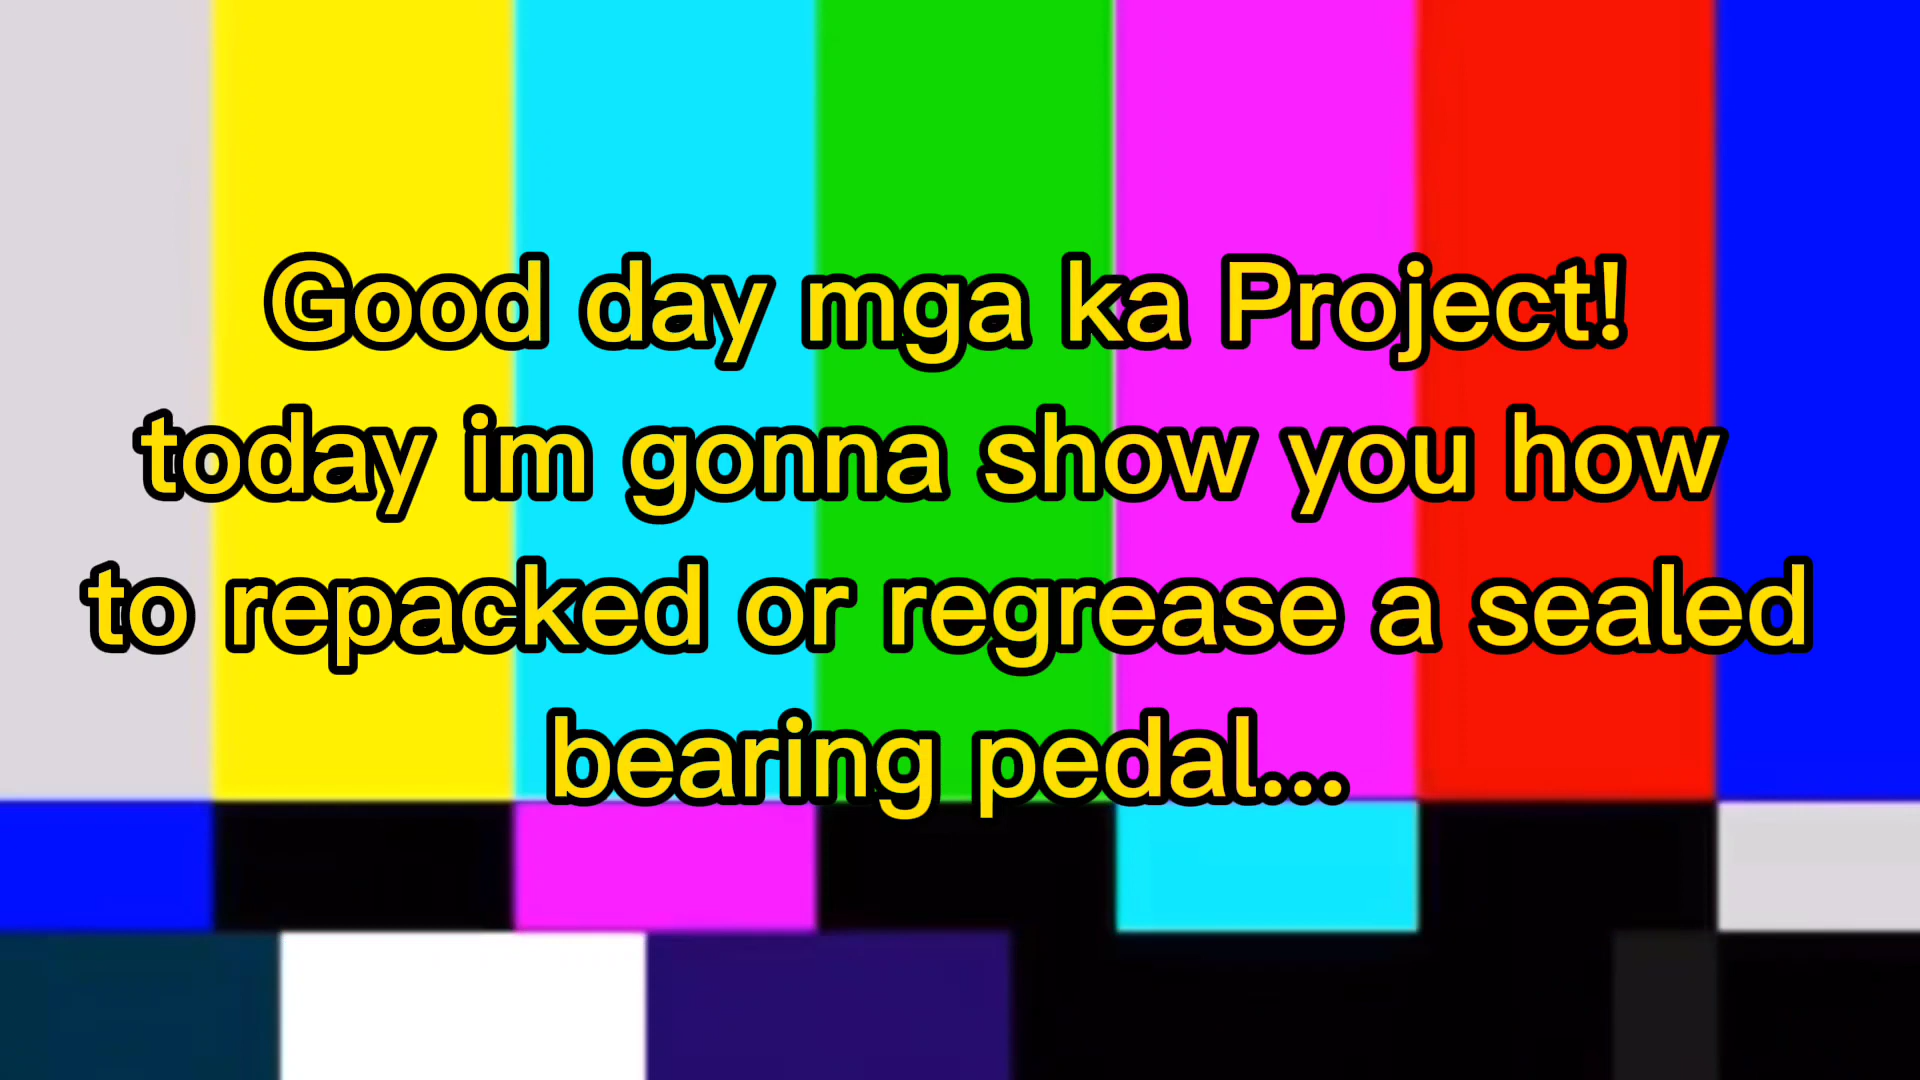 Good day mga ka Project!
today im gonna show you how
to repacked or regrease a sealed
bearing pedal...